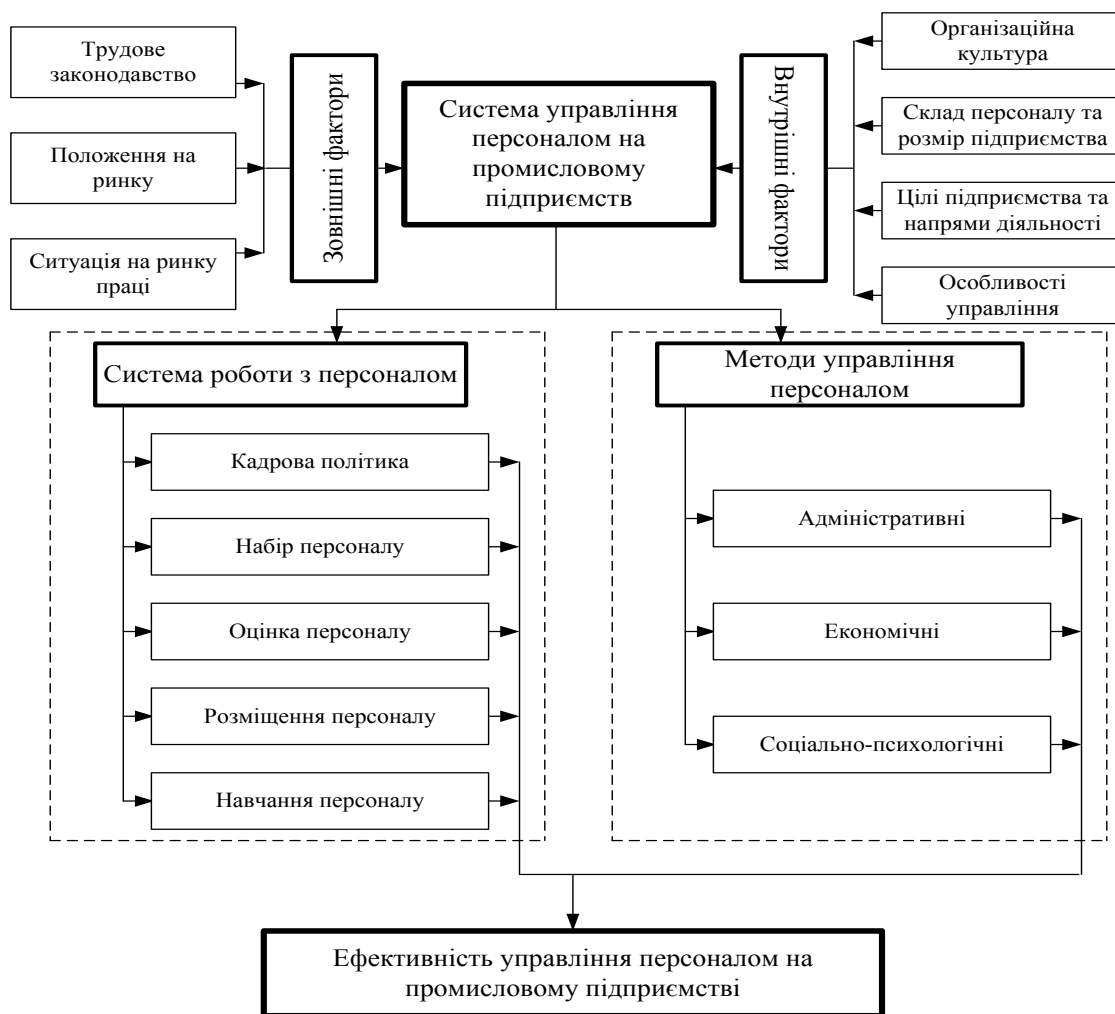 Трудове
законодавство
Положення на
ринку
Ситуація на ринку
праці
Зовнішні фактори
Система управління
персоналом на
промисловому
підприємств
Внутрішні фактори
Організаційна
культура
Склад персоналу та
розмір підприємства
Цілі підприємства та
напрями діяльності
Особливості
управління
Система роботи з персоналом
Кадрова політика
Набір персоналу
Оцінка персоналу
Розміщення персоналу
Навчання персоналу
Методи управління
персоналом
Адміністративні
Економічні
Соціально-психологічні
Ефективність управління персоналом на
промисловому підприємстві